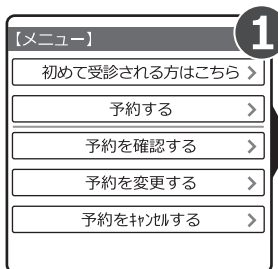 1
【メニュー】
初めて受診される方はこちら >
予約する >
予約を確認する >
予約を変更する >
予約をｷｬﾝｾﾙする >